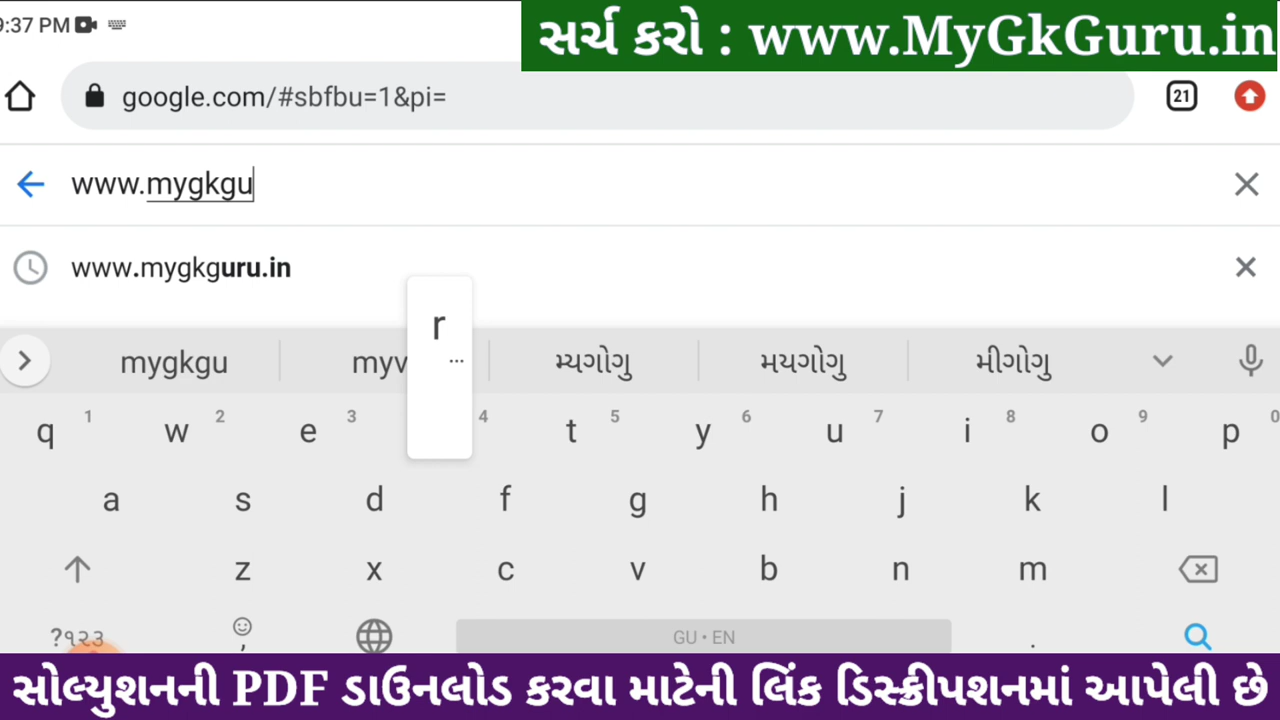 9:37 PM
સર્ચ કરો : www.MyGkGuru.in
google.com/#sbfbu=1&pi=
21
www.mygkgu
www.mygkguru.in
r
...
mygkgu myv મ્યગોગુ મયગોગુ મીગોગુ
q 1 w 2 e 3 4 t 5 y 6 u 7 i 8 o 9 p 0
a s d f g h j k l
z x c v b n m
?૧૨૩ , GU • EN .
સોલ્યુશનની PDF ડાઉનલોડ કરવા માટેની લિંક ડિસ્ક્રીપશનમાં આપેલી છે